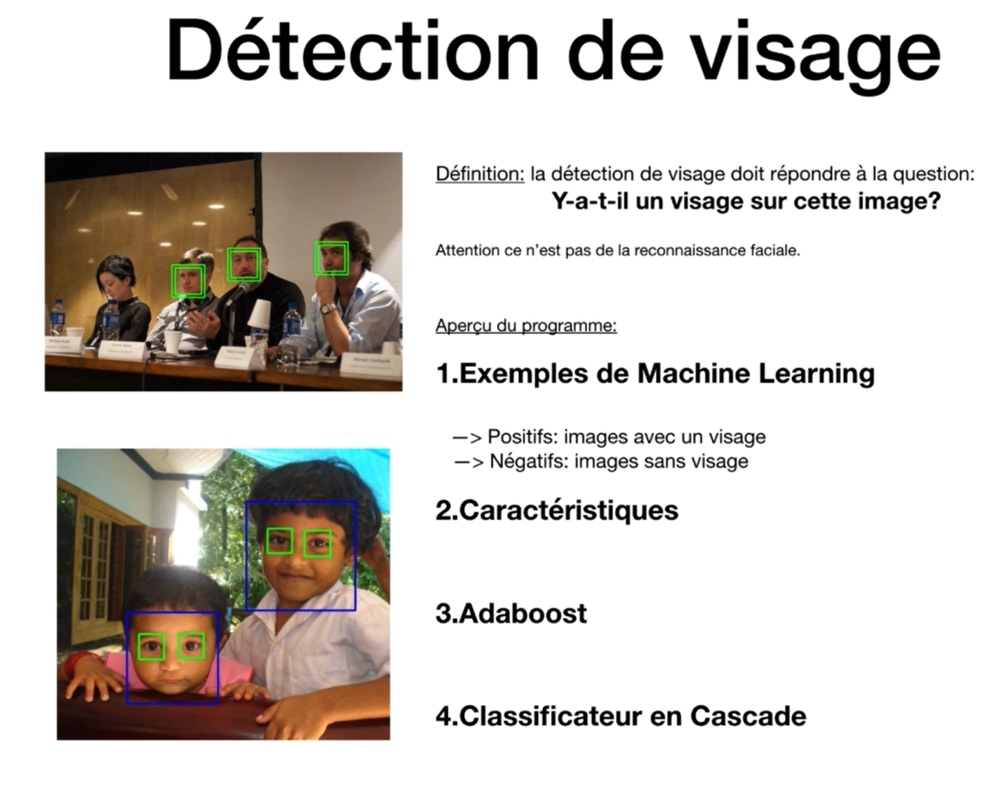 Détection de visage
Définition: la détection de visage doit répondre à la question:
Y-a-t-il un visage sur cette image?
Attention ce n’est pas de la reconnaissance faciale.
Aperçu du programme:
1.Exemples de Machine Learning
—> Positifs: images avec un visage
—> Négatifs: images sans visage
2.Caractéristiques
3.Adaboost
4.Classificateur en Cascade